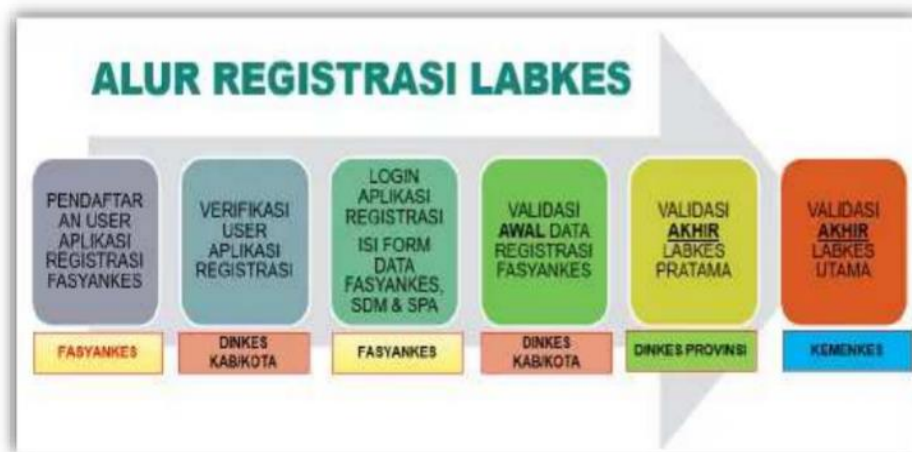 ALUR REGISTRASI LABKES
PENDAFTAR
AN USER
APLIKASI
REGISTRASI
FASYANKES
FASYANKES
VERIFIKASI
USER
APLIKASI
REGISTRASI
DINKES
KAB/KOTA
LOGIN
APLIKASI
REGISTRASI
ISI FORM
DATA
FASYANKES,
SDM & SPA
FASYANKES
VALIDASI
AWAL DATA
REGISTRASI
FASYANKES
DINKES
KAB/KOTA
VALIDASI
AKHIR
LABKES
PRATAMA
DINKES PROVINSI
VALIDASI
AKHIR
LABKES
UTAMA
KEMENKES